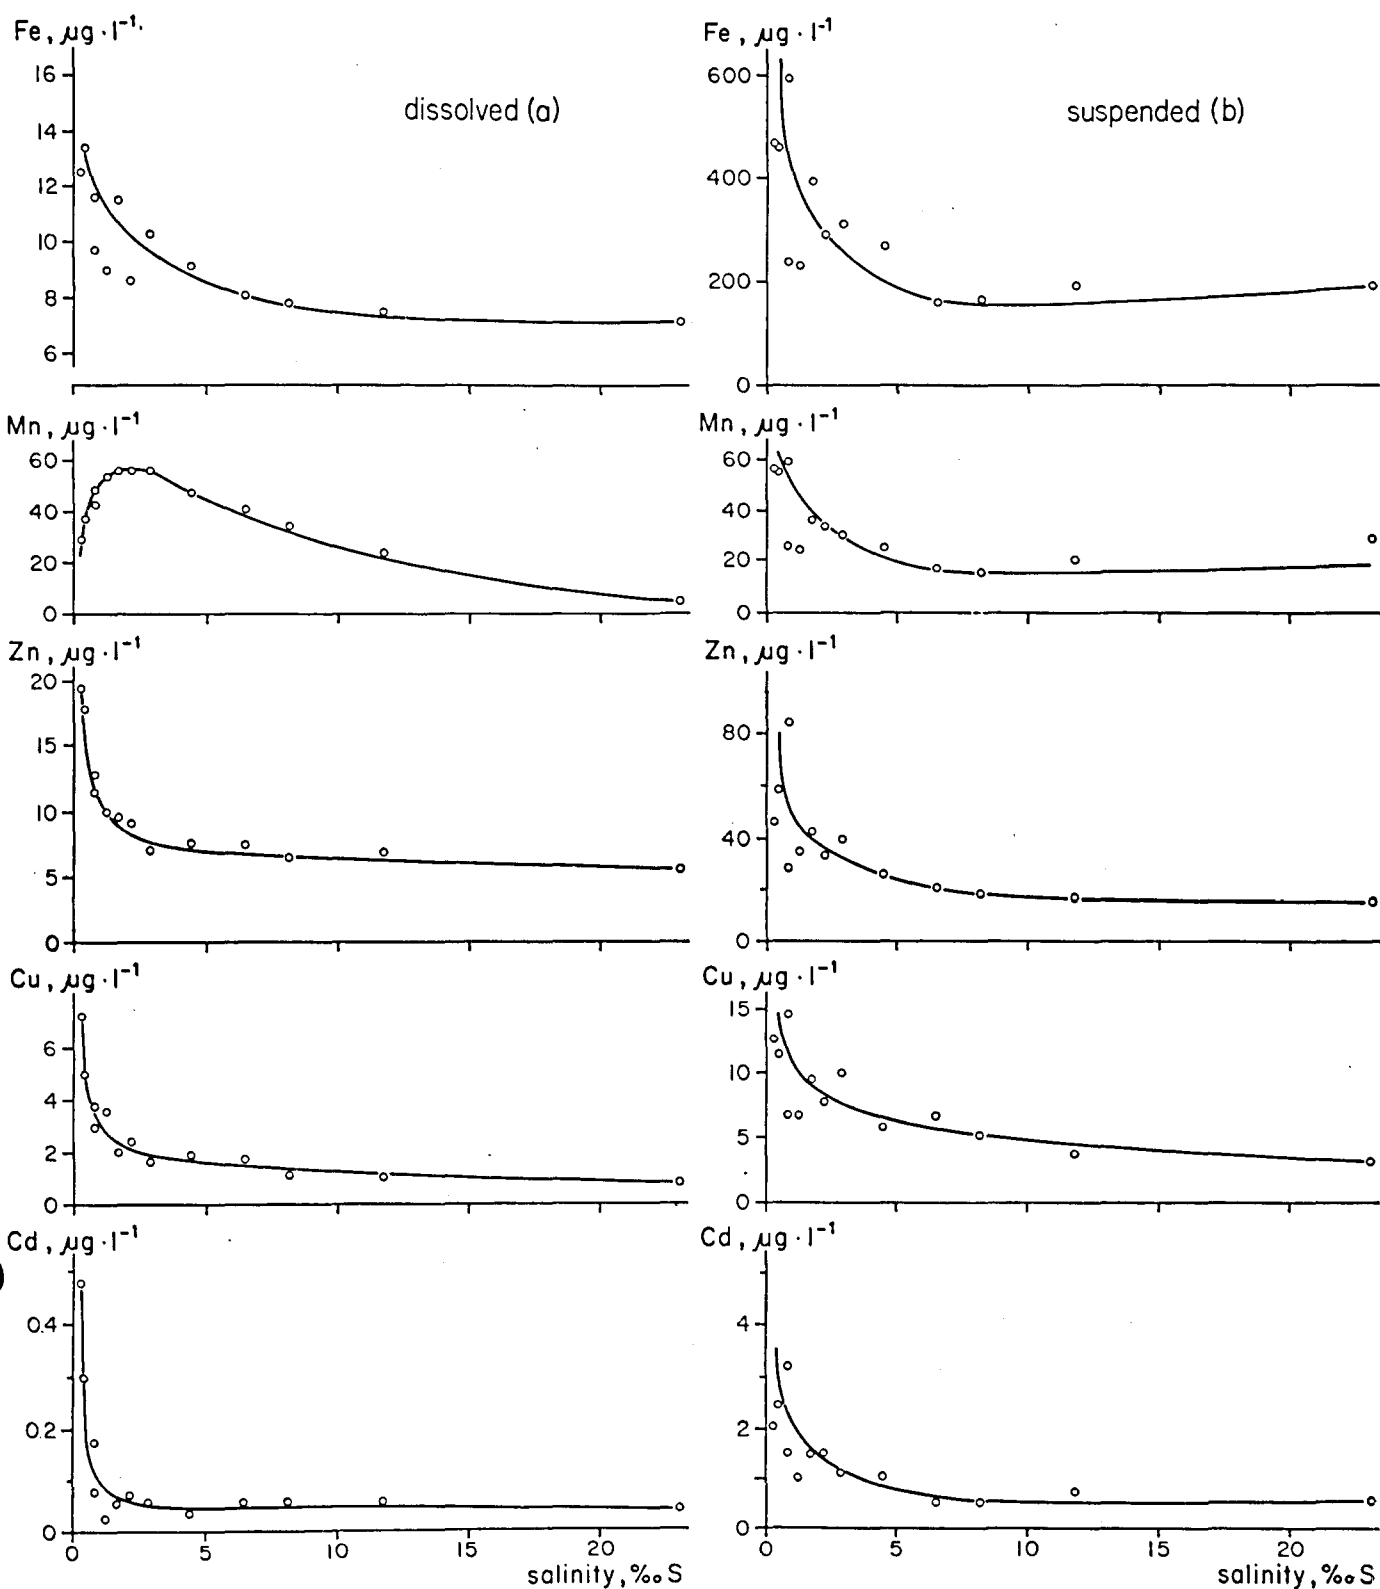 Fe, µg·l⁻¹·
16
14
12
10
8
6
dissolved (a)
Fe, µg·l⁻¹
600
400
200
0
suspended (b)
Mn, µg·l⁻¹
60
40
20
0
Mn, µg·l⁻¹
60
40
20
0
Zn, µg·l⁻¹
20
15
10
5
0
Zn, µg·l⁻¹
80
40
0
Cu, µg·l⁻¹
6
4
2
0
Cu, µg·l⁻¹
15
10
5
0
Cd, µg·l⁻¹
0.4
0.2
0
0 5 10 15 20
salinity, ‰ S
Cd, µg·l⁻¹
4
2
0
0 5 10 15 20
salinity, ‰ S